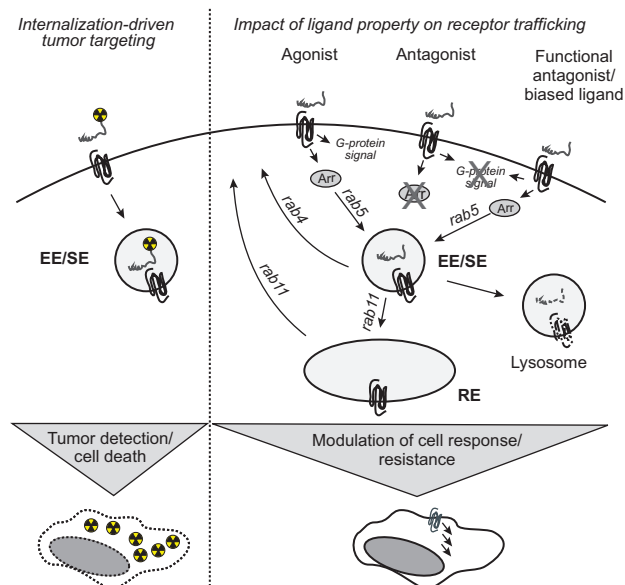 Internalization-driven
tumor targeting
Impact of ligand property on receptor trafficking
Agonist
Antagonist
Functional
antagonist/
biased ligand
G-protein
signal
G-protein
signal
Arr
Arr
Arr
rab5
rab5
rab4
rab11
rab11
EE/SE
EE/SE
Lysosome
RE
Tumor detection/
cell death
Modulation of cell response/
resistance